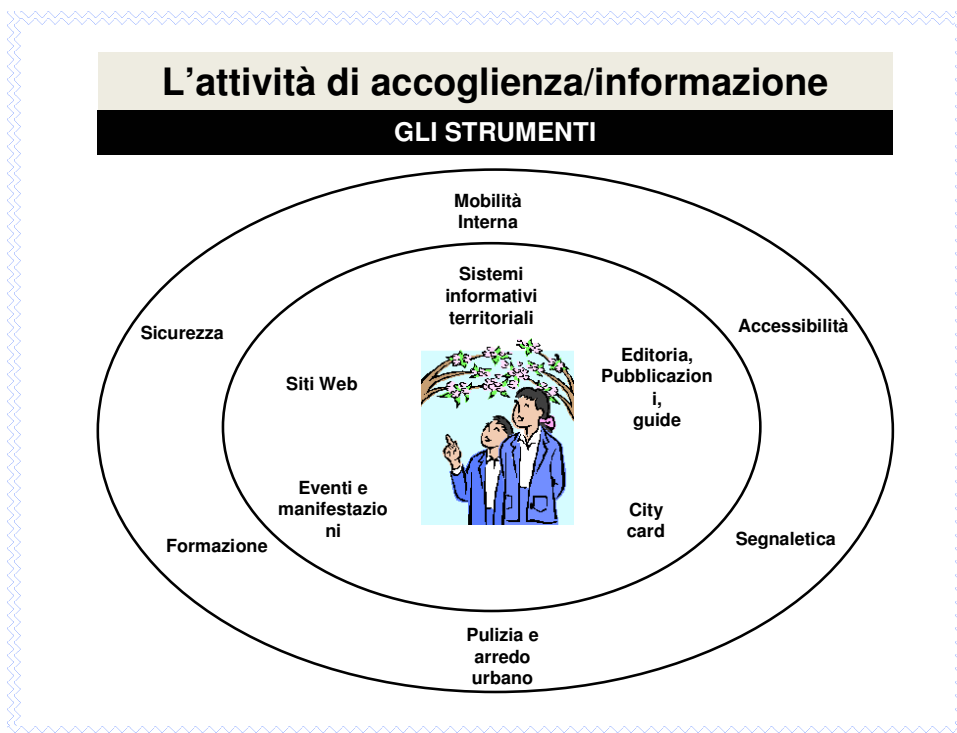 L'attività di accoglienza/informazione
GLI STRUMENTI
Mobilità
Interna
Sistemi
informativi
territoriali
Sicurezza
Accessibilità
Siti Web
Editoria,
Pubblicazion
i,
guide
Eventi e
manifestazio
ni
City
card
Formazione
Segnaletica
Pulizia e
arredo
urbano